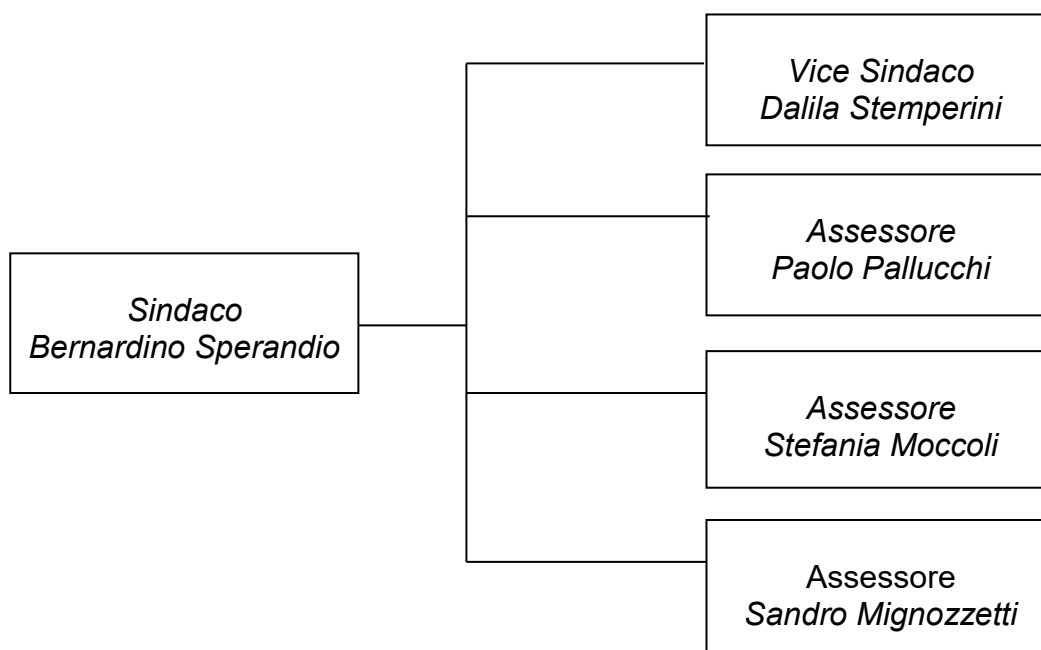 Vice Sindaco
Dalila Stemperini
Assessore
Paolo Pallucchi
Sindaco
Bernardino Sperandio
Assessore
Stefania Moccoli
Assessore
Sandro Mignozzetti